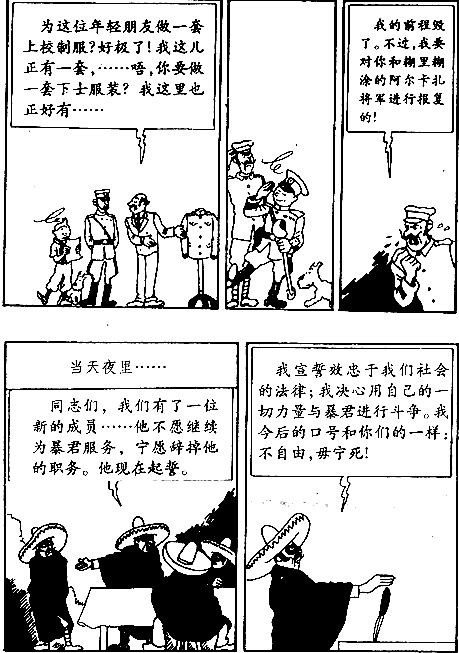 为这位年轻朋友做一套
上校制服?好极了!我这儿
正有一套,……唔,你要做
一套下士服装? 我这里也
正好有……
我的前程毁
了。不过,我要
对你和糊里糊
涂的阿尔卡扎
将军进行报复
的!
当天夜里……
同志们, 我们有了一位
新的成员……他不愿继续
为暴君服务, 宁愿辞掉他
的职务。他现在起誓。
我宣誓效忠于我们社会
的法律;我决心用自己的一
切力量与暴君进行斗争。我
今后的口号和你们的一样:
不自由,毋宁死!